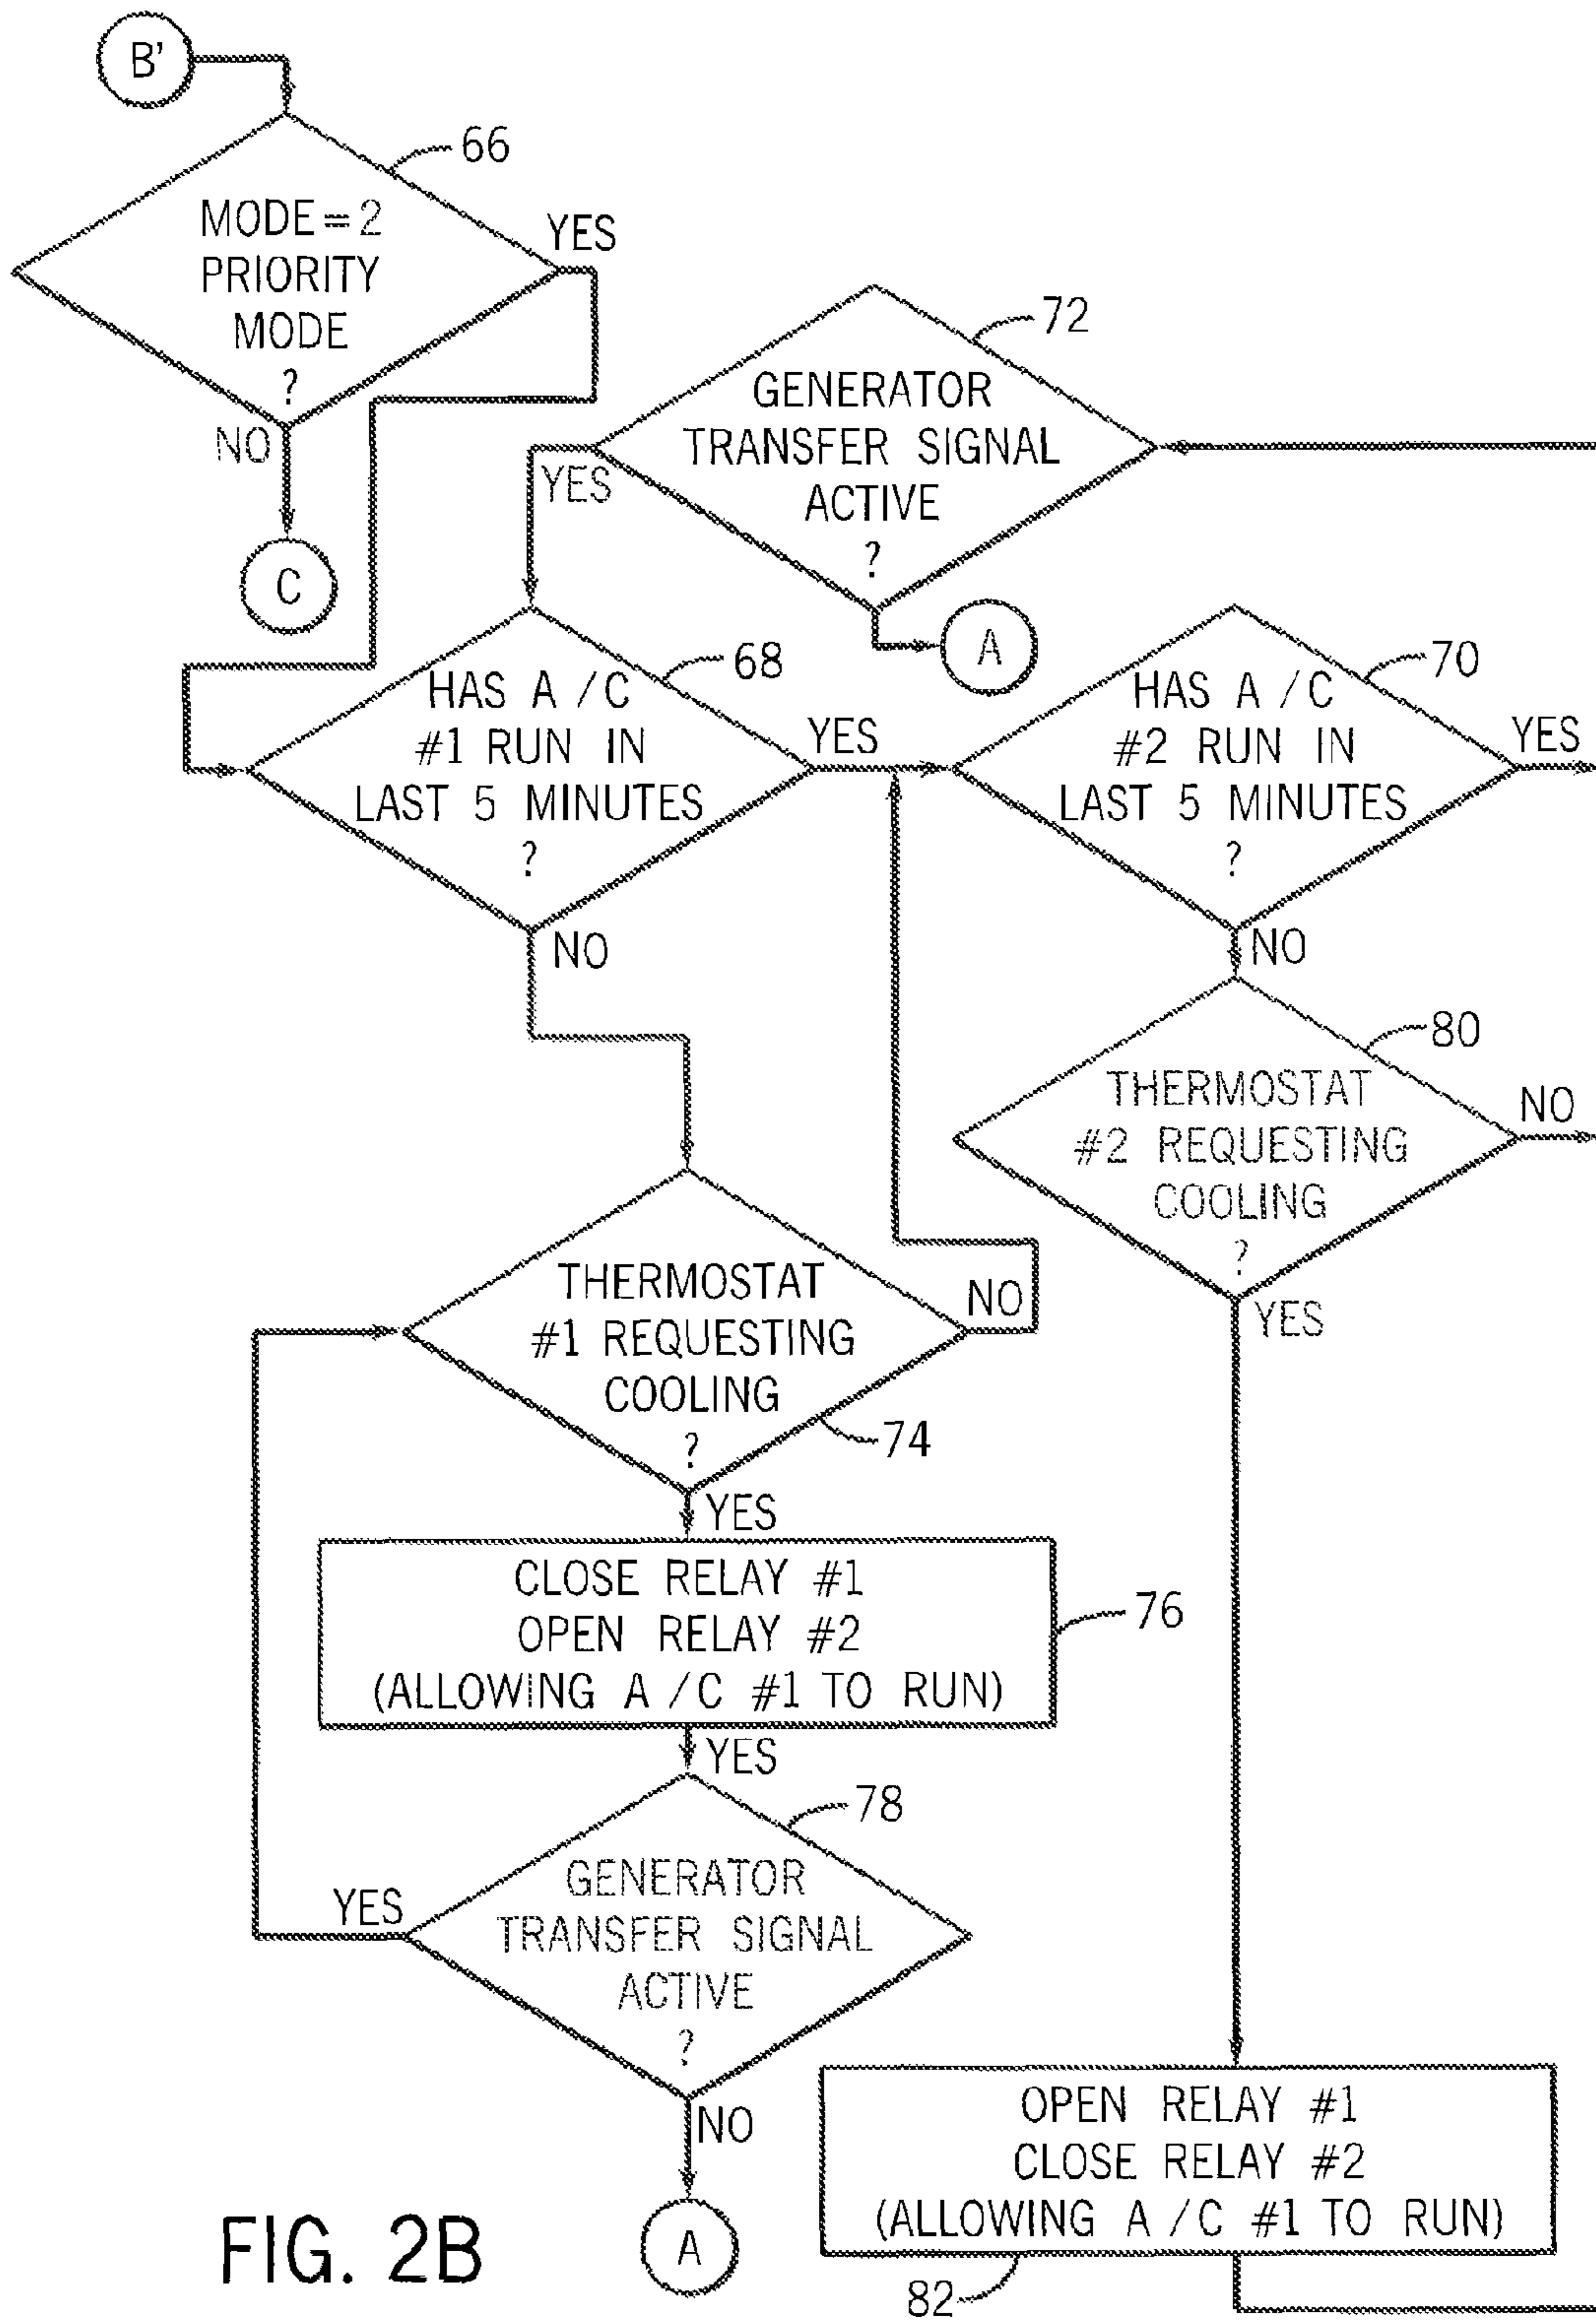 B'
66
MODE = 2
PRIORITY
MODE
?
YES
NO
C
72
GENERATOR
TRANSFER SIGNAL
ACTIVE
?
YES
A
68
HAS A /C
#1 RUN IN
LAST 5 MINUTES
?
YES
NO
70
HAS A /C
#2 RUN IN
LAST 5 MINUTES
?
YES
NO
80
THERMOSTAT
#2 REQUESTING
COOLING
?
NO
YES
THERMOSTAT
#1 REQUESTING
COOLING
?
NO
74
YES
CLOSE RELAY #1
OPEN RELAY #2
(ALLOWING A /C #1 TO RUN)
76
YES
78
GENERATOR
TRANSFER SIGNAL
ACTIVE
?
YES
NO
A
OPEN RELAY #1
CLOSE RELAY #2
(ALLOWING A /C #1 TO RUN)
82
FIG. 2B